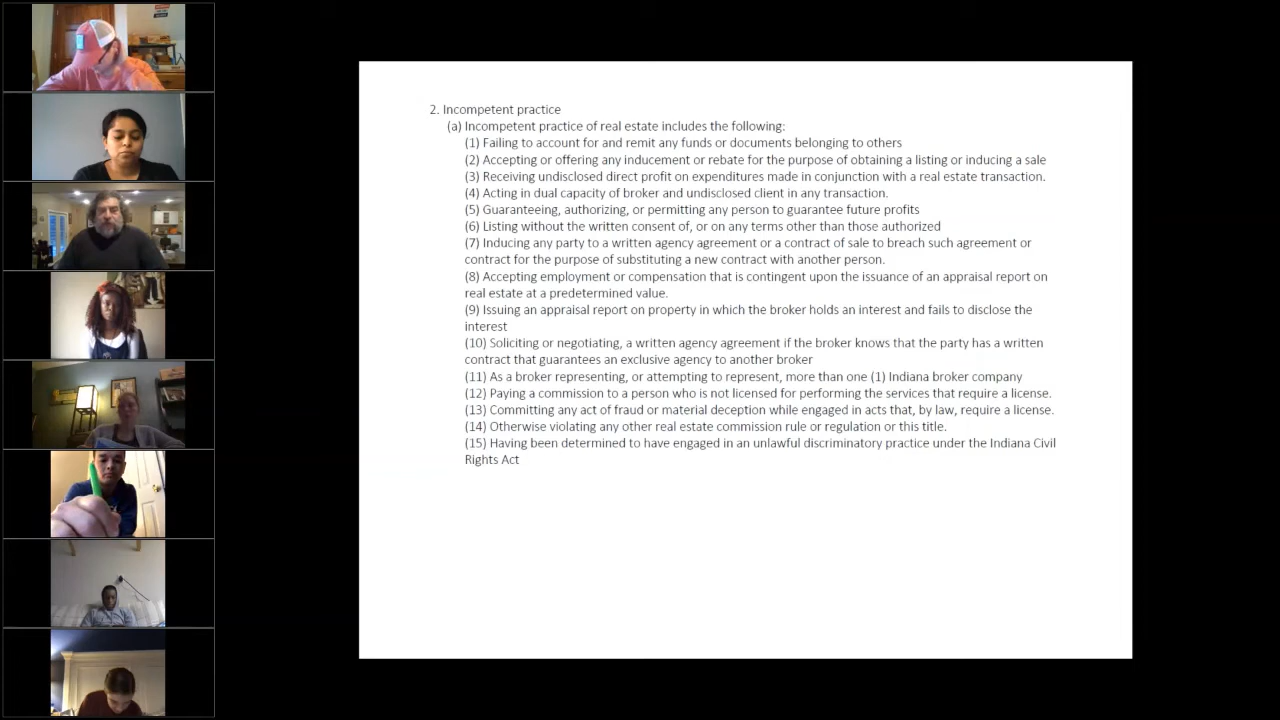 2. Incompetent practice
(a) Incompetent practice of real estate includes the following:
(1) Failing to account for and remit any funds or documents belonging to others
(2) Accepting or offering any inducement or rebate for the purpose of obtaining a listing or inducing a sale
(3) Receiving undisclosed direct profit on expenditures made in conjunction with a real estate transaction.
(4) Acting in dual capacity of broker and undisclosed client in any transaction.
(5) Guaranteeing, authorizing, or permitting any person to guarantee future profits
(6) Listing without the written consent of, or on any terms other than those authorized
(7) Inducing any party to a written agency agreement or a contract of sale to breach such agreement or
contract for the purpose of substituting a new contract with another person.
(8) Accepting employment or compensation that is contingent upon the issuance of an appraisal report on
real estate at a predetermined value.
(9) Issuing an appraisal report on property in which the broker holds an interest and fails to disclose the
interest
(10) Soliciting or negotiating, a written agency agreement if the broker knows that the party has a written
contract that guarantees an exclusive agency to another broker
(11) As a broker representing, or attempting to represent, more than one (1) Indiana broker company
(12) Paying a commission to a person who is not licensed for performing the services that require a license.
(13) Committing any act of fraud or material deception while engaged in acts that, by law, require a license.
(14) Otherwise violating any other real estate commission rule or regulation or this title.
(15) Having been determined to have engaged in an unlawful discriminatory practice under the Indiana Civil
Rights Act